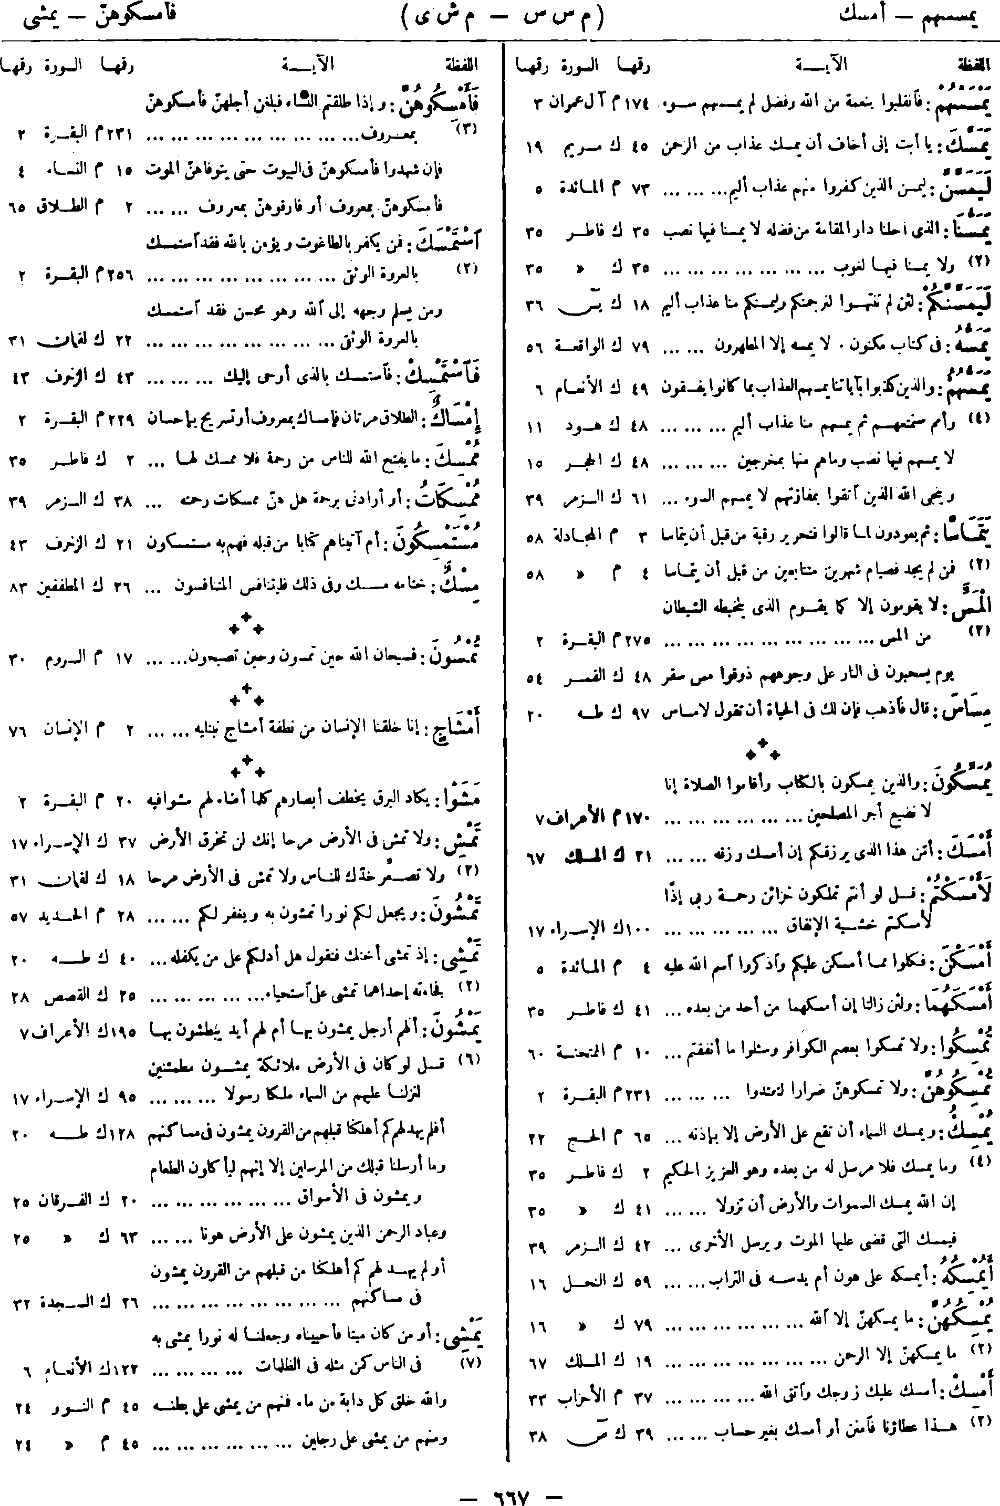 يمسسهم — أمسك (م س س — م ش ى) فأمسكوهنّ — يمشى
اللفظة الآيــة رقمها السورة رقمها
يَمْسَسْهُمْ : فأنقلبوا بنعمة من الله وفضل لم يمسسهم سوء ١٧٤ م آل عمران ٣
يَمَسَّكَ : يا أبت إنى أخاف أن يمسك عذاب من الرحمن ٤٥ ك مريم ١٩
لَيَمَسَّنَّ : ليمسن الذين كفروا منهم عذاب أليم ... ... ... ٧٣ م المائدة ٥
يَمَسُّنَا : الذى أحلنا دار المقامة من فضله لا يمسنا فيها نصب ٣٥ ك فاطر ٣٥
(٢) ولا يمسنا فيها لغوب ... ... ... ... ... ... ٣٥ ك » ٣٥
لَيَمَسَّنَّكُمْ : لئن لم تنتهوا لنرجمنكم وليمسنكم منا عذاب أليم ١٨ ك يسٓ ٣٦
يَمَسُّهُ : فى كتاب مكنون ٠ لا يمسه إلا المطهرون ... ... ٧٩ ك الواقعة ٥٦
يَمَسُّهُمُ : والذين كذبوا بآياتنا يمسهم العذاب بما كانوا يفسقون ٤٩ ك الأنعام ٦
(٤) وأمم سنمتعهم ثم يمسهم منا عذاب أليم ... ... ... ٤٨ ك هود ١١
لا يمسهم فيها نصب وماهم منها بمخرجين ... ... ... ٤٨ ك الحجر ١٥
وينجى الله الذين آتقوا بمفازتهم لا يمسهم السوء ... ٦١ ك الزمر ٣٩
يَتَمَاسَّا : ثم يعودون لما قالوا فتحرير رقبة من قبل أن يتماسا ٣ م المجادلة ٥٨
(٢) فمن لم يجد فصيام شهرين متتابعين من قبل أن يتماسا ٤ م » ٥٨
اَلْمَسِّ : لا يقومون إلا كما يقوم الذى يتخبطه الشيطان
(٢) من المس ... ... ... ... ... ... ... ... ... ٢٧٥ م البقرة ٢
يوم يسحبون فى النار على وجوههم ذوقوا مس سقر ٤٨ ك القمر ٥٤
مِسَاسَ : قال فأذهب فإن لك فى الحياة أن تقول لامساس ٩٧ ك طه ٢٠
يُمَسِّكُونَ : والذين يمسكون بالكتاب وأقاموا الصلاة إنا
لا نضيع أجر المصلحين ... ... ... ... ... ... ١٧٠ م الأعراف ٧
أَمْسَكَ : أمن هذا الذى يرزقكم إن أمسك رزقه ... ... ٢١ ك الملك ٦٧
لَأَمْسَكْتُمْ : قل لو أنتم تملكون خزائن رحمة ربى إذًا
لأمسكتم خشية الإنفاق ... ... ... ... ... ... ١٠٠ ك الإسراء ١٧
أَمْسَكْنَ : فكلوا مما أمسكن عليكم وآذكروا آسم الله عليه ٤ م المائدة ٥
أَمْسَكَهُمَا : ولئن زالتا إن أمسكهما من أحد من بعده ... ٤١ ك فاطر ٣٥
تُمْسِكُوا : ولا تمسكوا بعصم الكوافر وسئلوا ما أنفقتم ... ١٠ م الممتحنة ٦٠
تُمْسِكُوهُنَّ : ولا تمسكوهنّ ضرارا لتعتدوا ... ... ... ٢٣١ م البقرة ٢
يُمْسِكُ : ويمسك السماء أن تقع على الأرض إلا بإذنه ... ٦٥ م الحج ٢٢
(٤) وما يمسك فلا مرسل له من بعده وهو العزيز الحكيم ٢ ك فاطر ٣٥
إن الله يمسك السموات والأرض أن تزولا ... ... ٤١ ك » ٣٥
فيمسك التى قضى عليها الموت ويرسل الأخرى ... ٤٢ ك الزمر ٣٩
أَيُمْسِكُهُ : أيمسكه على هون أم يدسه فى التراب ... ... ٥٩ ك النحل ١٦
يُمْسِكُهُنَّ : ما يمسكهنّ إلا آلله ... ... ... ... ... ... ٧٩ ك » ١٦
(٢) ما يمسكهنّ إلا الرحمن ... ... ... ... ... ... ١٩ ك الملك ٦٧
أَمْسِكْ : أمسك عليك زوجك وآتق الله ... ... ... ... ٣٧ م الأحزاب ٣٣
(٢) هذا عطاؤنا فآمنن أو أمسك بغير حساب ... ... ٣٩ ك صٓ ٣٨
اللفظة الآيــة رقمها السورة رقمها
فَأَمْسِكُوهُنَّ : وإذا طلقتم النساء فبلغن أجلهنّ فأمسكوهنّ
(٣) بمعروف ... ... ... ... ... ... ... ... ... ٢٣١ م البقرة ٢
فإن شهدوا فأمسكوهنّ فى البيوت حتى يتوفاهنّ الموت ١٥ م النساء ٤
فأمسكوهنّ بمعروف أو فارقوهنّ بمعروف ... ... ٢ م الطلاق ٦٥
آسْتَمْسَكَ : فمن يكفر بالطاغوت ويؤمن بالله فقد آستمسك
(٢) بالعروة الوثقى ... ... ... ... ... ... ... ... ٢٥٦ م البقرة ٢
ومن يسلم وجهه إلى آلله وهو محسن فقد آستمسك
بالعروة الوثقى ... ... ... ... ... ... ... ... ٢٢ ك لقمان ٣١
فَآسْتَمْسِكْ : فآستمسك بالذى أوحى إليك ... ... ... ٤٣ ك الزخرف ٤٣
إِمْسَاكٌ : الطلاق مرتان فإمساك بمعروف أو تسريح بإحسان ٢٢٩ م البقرة ٢
مُمْسِكَ : ما يفتح الله للناس من رحمة فلا ممسك لها ... ٢ ك فاطر ٣٥
مُمْسِكَاتُ : أو أرادنى برحمة هل هنّ ممسكات رحمته ... ٣٨ ك الزمر ٣٩
مُسْتَمْسِكُونَ : أم آتيناهم كتابا من قبله فهم به مستمسكون ٢١ ك الزخرف ٤٣
مِسْكٌ : ختامه مسك وفى ذلك فليتنافس المتنافسون ... ٢٦ ك المطففين ٨٣
تُمْسُونَ : فسبحان الله حين تمسون وحين تصبحون ... ... ١٧ م الروم ٣٠
أَمْشَاجٍ : إنا خلقنا الإنسان من نطفة أمشاج نبتليه ... ... ٢ م الإنسان ٧٦
مَشَوْا : يكاد البرق يخطف أبصارهم كلما أضاء لهم مشوا فيه ٢٠ م البقرة ٢
تَمْشِ : ولا تمش فى الأرض مرحا إنك لن تخرق الأرض ٣٧ ك الإسراء ١٧
(٢) ولا تصعّر خدّك للناس ولا تمش فى الأرض مرحا ١٨ ك لقمان ٣١
تَمْشُونَ : ويجعل لكم نورا تمشون به ويغفر لكم ... ... ٢٨ م الحديد ٥٧
تَمْشِى : إذ تمشى أختك فتقول هل أدلكم على من يكفله ... ٤٠ ك طه ٢٠
(٢) فجاءته إحداهما تمشى على آستحياء ... ... ... ... ٢٥ ك القصص ٢٨
يَمْشُونَ : ألهم أرجل يمشون بها أم لهم أيد يبطشون بها ١٩٥ ك الأعراف ٧
(٦) قل لو كان فى الأرض ملائكة يمشون مطمئنين
لنزلنا عليهم من السماء ملكا رسولا ... ... ... ٩٥ ك الإسراء ١٧
أفلم يهد لهم كم أهلكنا قبلهم من القرون يمشون فى مساكنهم ١٢٨ ك طه ٢٠
وما أرسلنا قبلك من المرسلين إلا إنهم ليأكلون الطعام
ويمشون فى الأسواق ... ... ... ... ... ... ٢٠ ك الفرقان ٢٥
وعباد الرحمن الذين يمشون على الأرض هونا ... ... ٦٣ ك » ٢٥
أو لم يهد لهم كم أهلكنا من قبلهم من القرون يمشون
فى مساكنهم ... ... ... ... ... ... ... ... ٢٦ ك السجدة ٣٢
يَمْشِى : أو من كان ميتا فأحييناه وجعلنا له نورا يمشى به
(٧) فى الناس كمن مثله فى الظلمات ... ... ... ... ١٢٢ ك الأنعام ٦
والله خلق كل دابة من ماء فمنهم من يمشى على بطنه ٤٥ م النور ٢٤
ومنهم من يمشى على رجلين ... ... ... ... ... ٤٥ م » ٢٤
— ٦٦٧ —